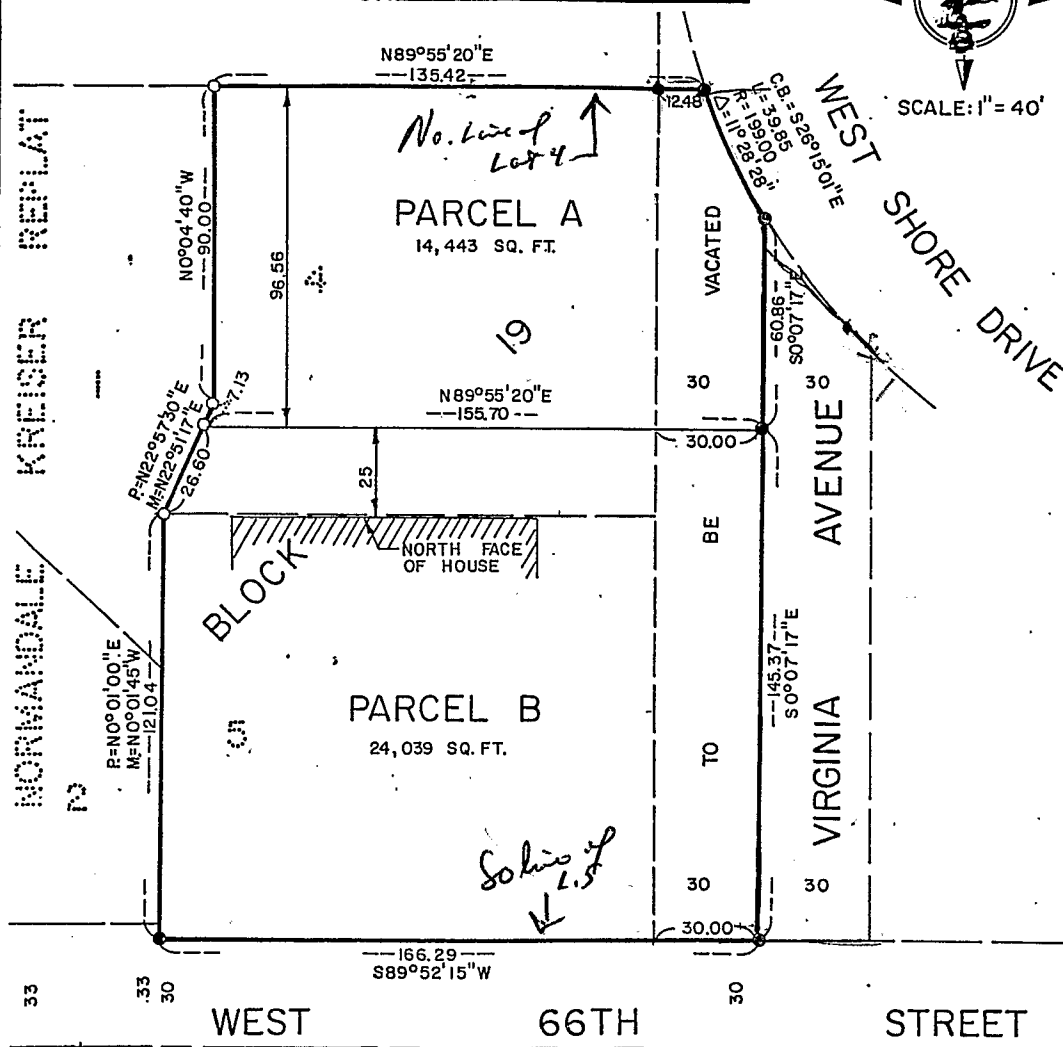 N89°55'20"E
135.42
12.48
C.B.=S26°15'01"E
L=39.85
R=199.00
Δ=11°28'28"
WEST SHORE DRIVE
SCALE: 1" = 40'
No. Line of
Lot 4
PARCEL A
14,443 SQ. FT.
N0°04'40"W
90.00
96.56
4
19
VACATED
60.86
S0°07'17"E
30
30
NORMANDALE KREISER REPLAT
1
7.13
N89°55'20"E
155.70
30.00
P.=N22°57'30"E
M=N22°51'17"E
26.60
25
NORTH FACE
OF HOUSE
BLOCK
BE
AVENUE
P.=N0°01'00"E
M=N0°01'45"W
121.04
2
5
PARCEL B
24,039 SQ. FT.
TO
145.37
S0°07'17"E
VIRGINIA
So line of
L.5
30
30
30.00
166.29
S89°52'15"W
33
33
30
30
WEST 66TH STREET